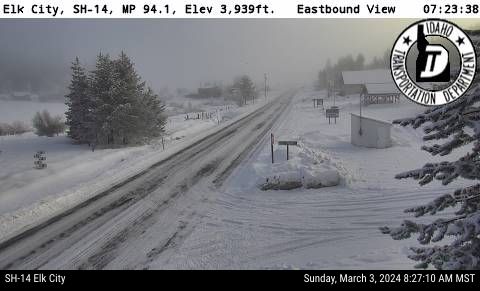 Elk City, SH-14, MP 94.1, Elev 3,939ft. Eastbound View 07:23:38
IDAHO
TRANSPORTATION DEPARTMENT
SH-14 Elk City Sunday, March 3, 2024 8:27:10 AM MST